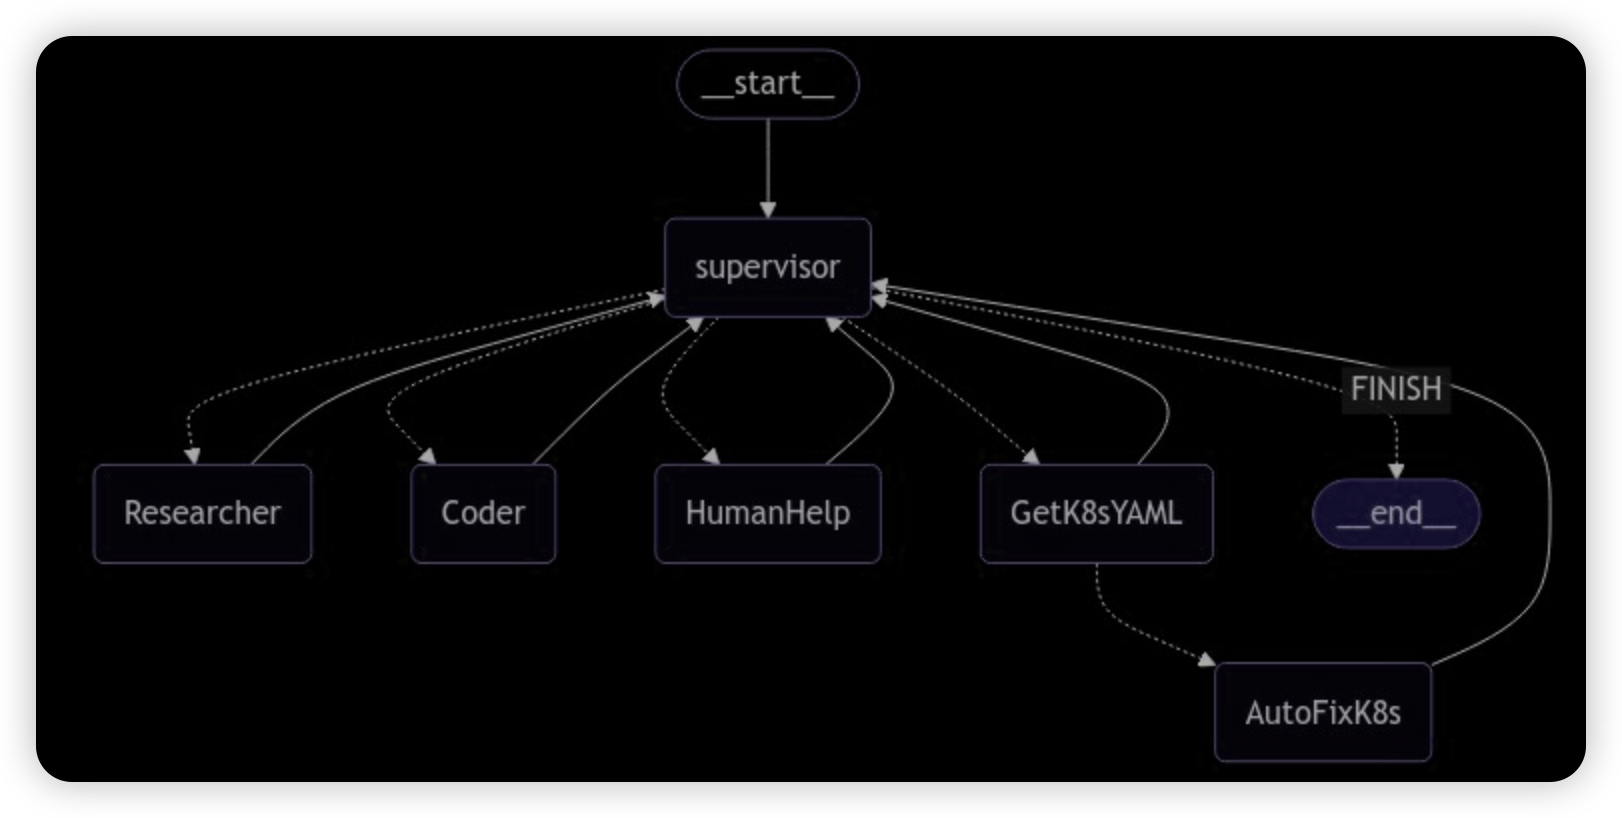 __start__
supervisor
FINISH
Researcher
Coder
HumanHelp
GetK8sYAML
__end__
AutoFixK8s